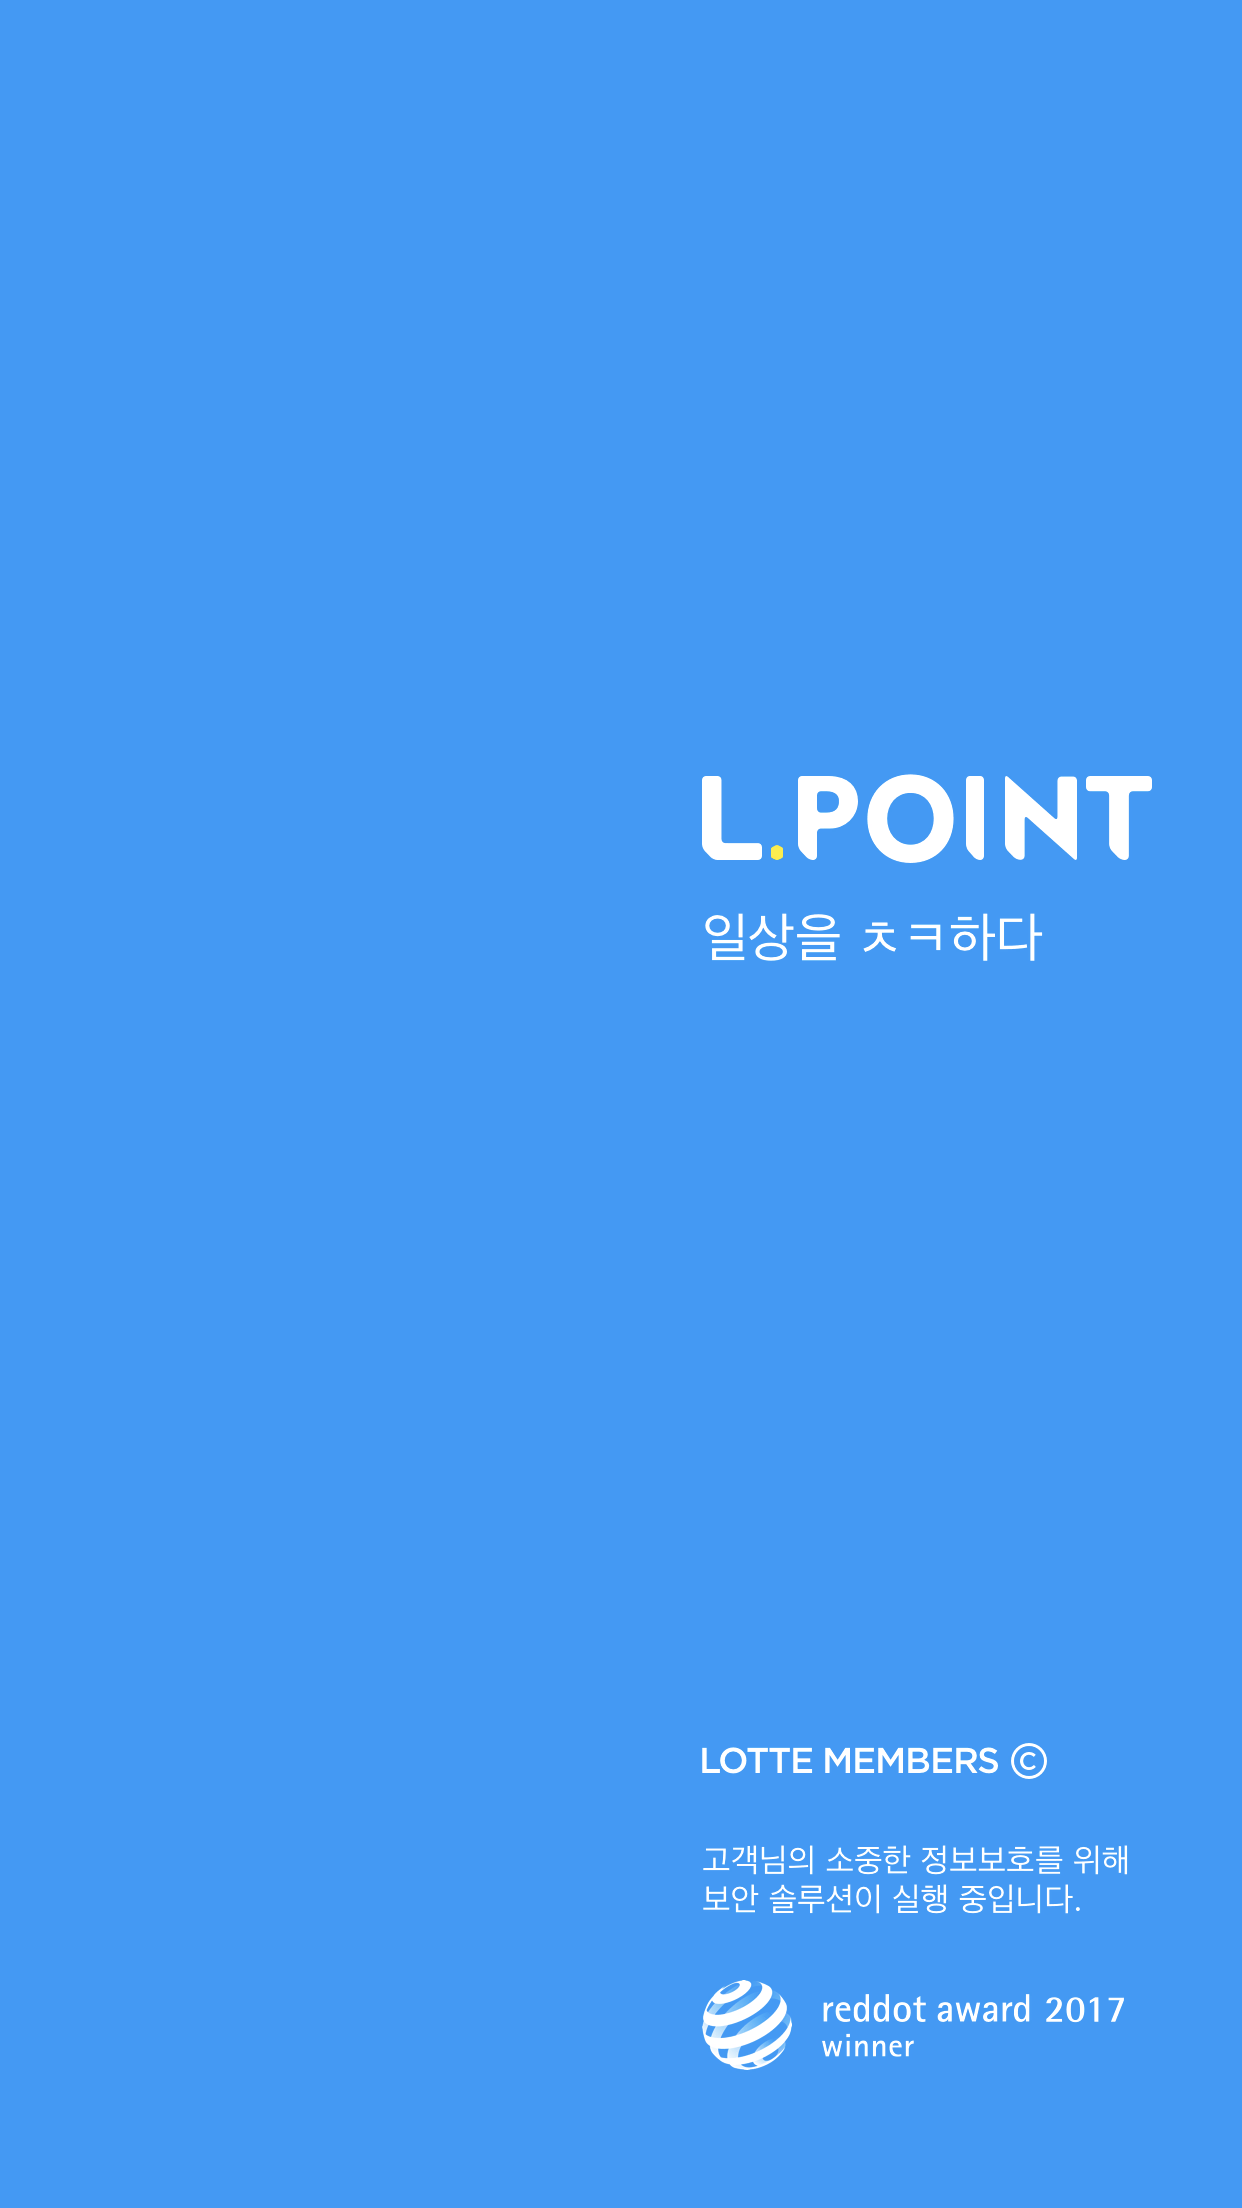 L.POINT
일상을 ㅊㅋ하다
LOTTE MEMBERS ©
고객님의 소중한 정보보호를 위해
보안 솔루션이 실행 중입니다.
reddot award 2017
winner